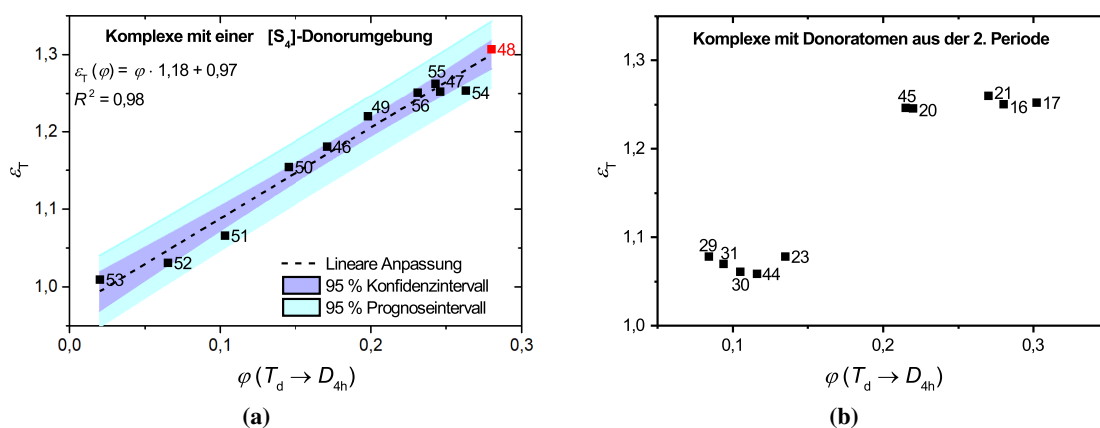 a)
Komplexe mit einer [S4]-Donorumgebung
εT (φ) = φ · 1,18 + 0,97
R² = 0,98
1,3
1,2
1,1
1,0
εT
48
55
47
54
56
49
46
50
51
52
53
Lineare Anpassung
95 % Konfidenzintervall
95 % Prognoseintervall
0,0 0,1 0,2 0,3
φ (Td → D4h)
(a)
b)
Komplexe mit Donoratomen aus der 2. Periode
1,3
1,2
1,1
1,0
εT
45
20
21
16
17
29
31
30
44
23
0,1 0,2 0,3
φ (Td → D4h)
(b)